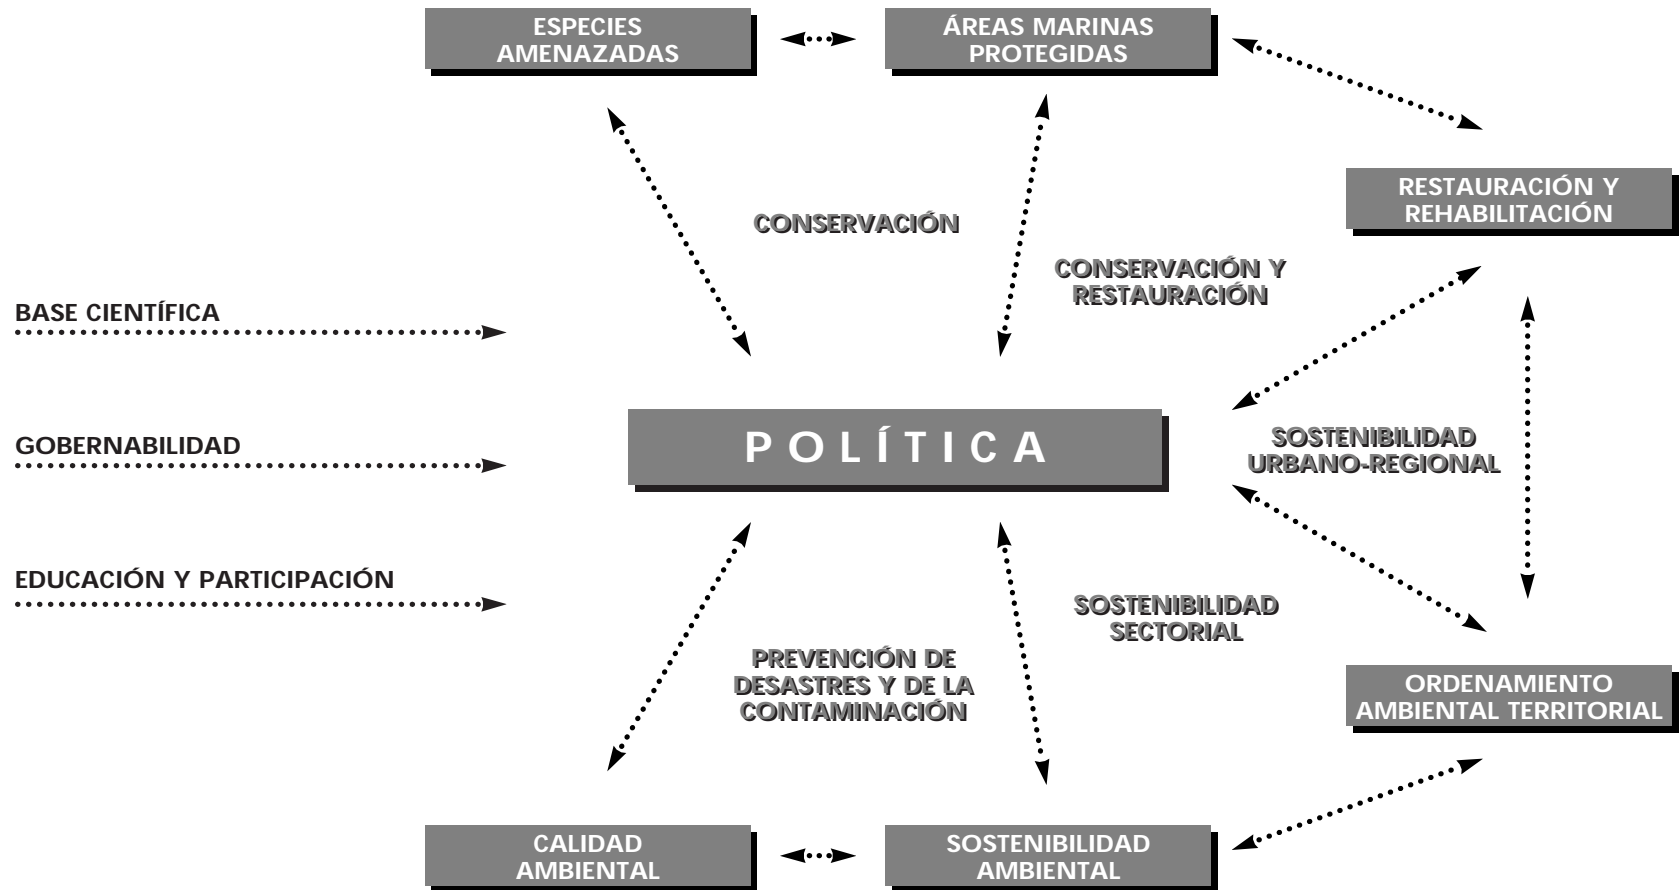 ESPECIES
AMENAZADAS
ÁREAS MARINAS
PROTEGIDAS
RESTAURACIÓN Y
REHABILITACIÓN
CONSERVACIÓN
CONSERVACIÓN Y
RESTAURACIÓN
BASE CIENTÍFICA
GOBERNABILIDAD
POLÍTICA
SOSTENIBILIDAD
URBANO-REGIONAL
EDUCACIÓN Y PARTICIPACIÓN
SOSTENIBILIDAD
SECTORIAL
PREVENCIÓN DE
DESASTRES Y DE LA
CONTAMINACIÓN
ORDENAMIENTO
AMBIENTAL TERRITORIAL
CALIDAD
AMBIENTAL
SOSTENIBILIDAD
AMBIENTAL